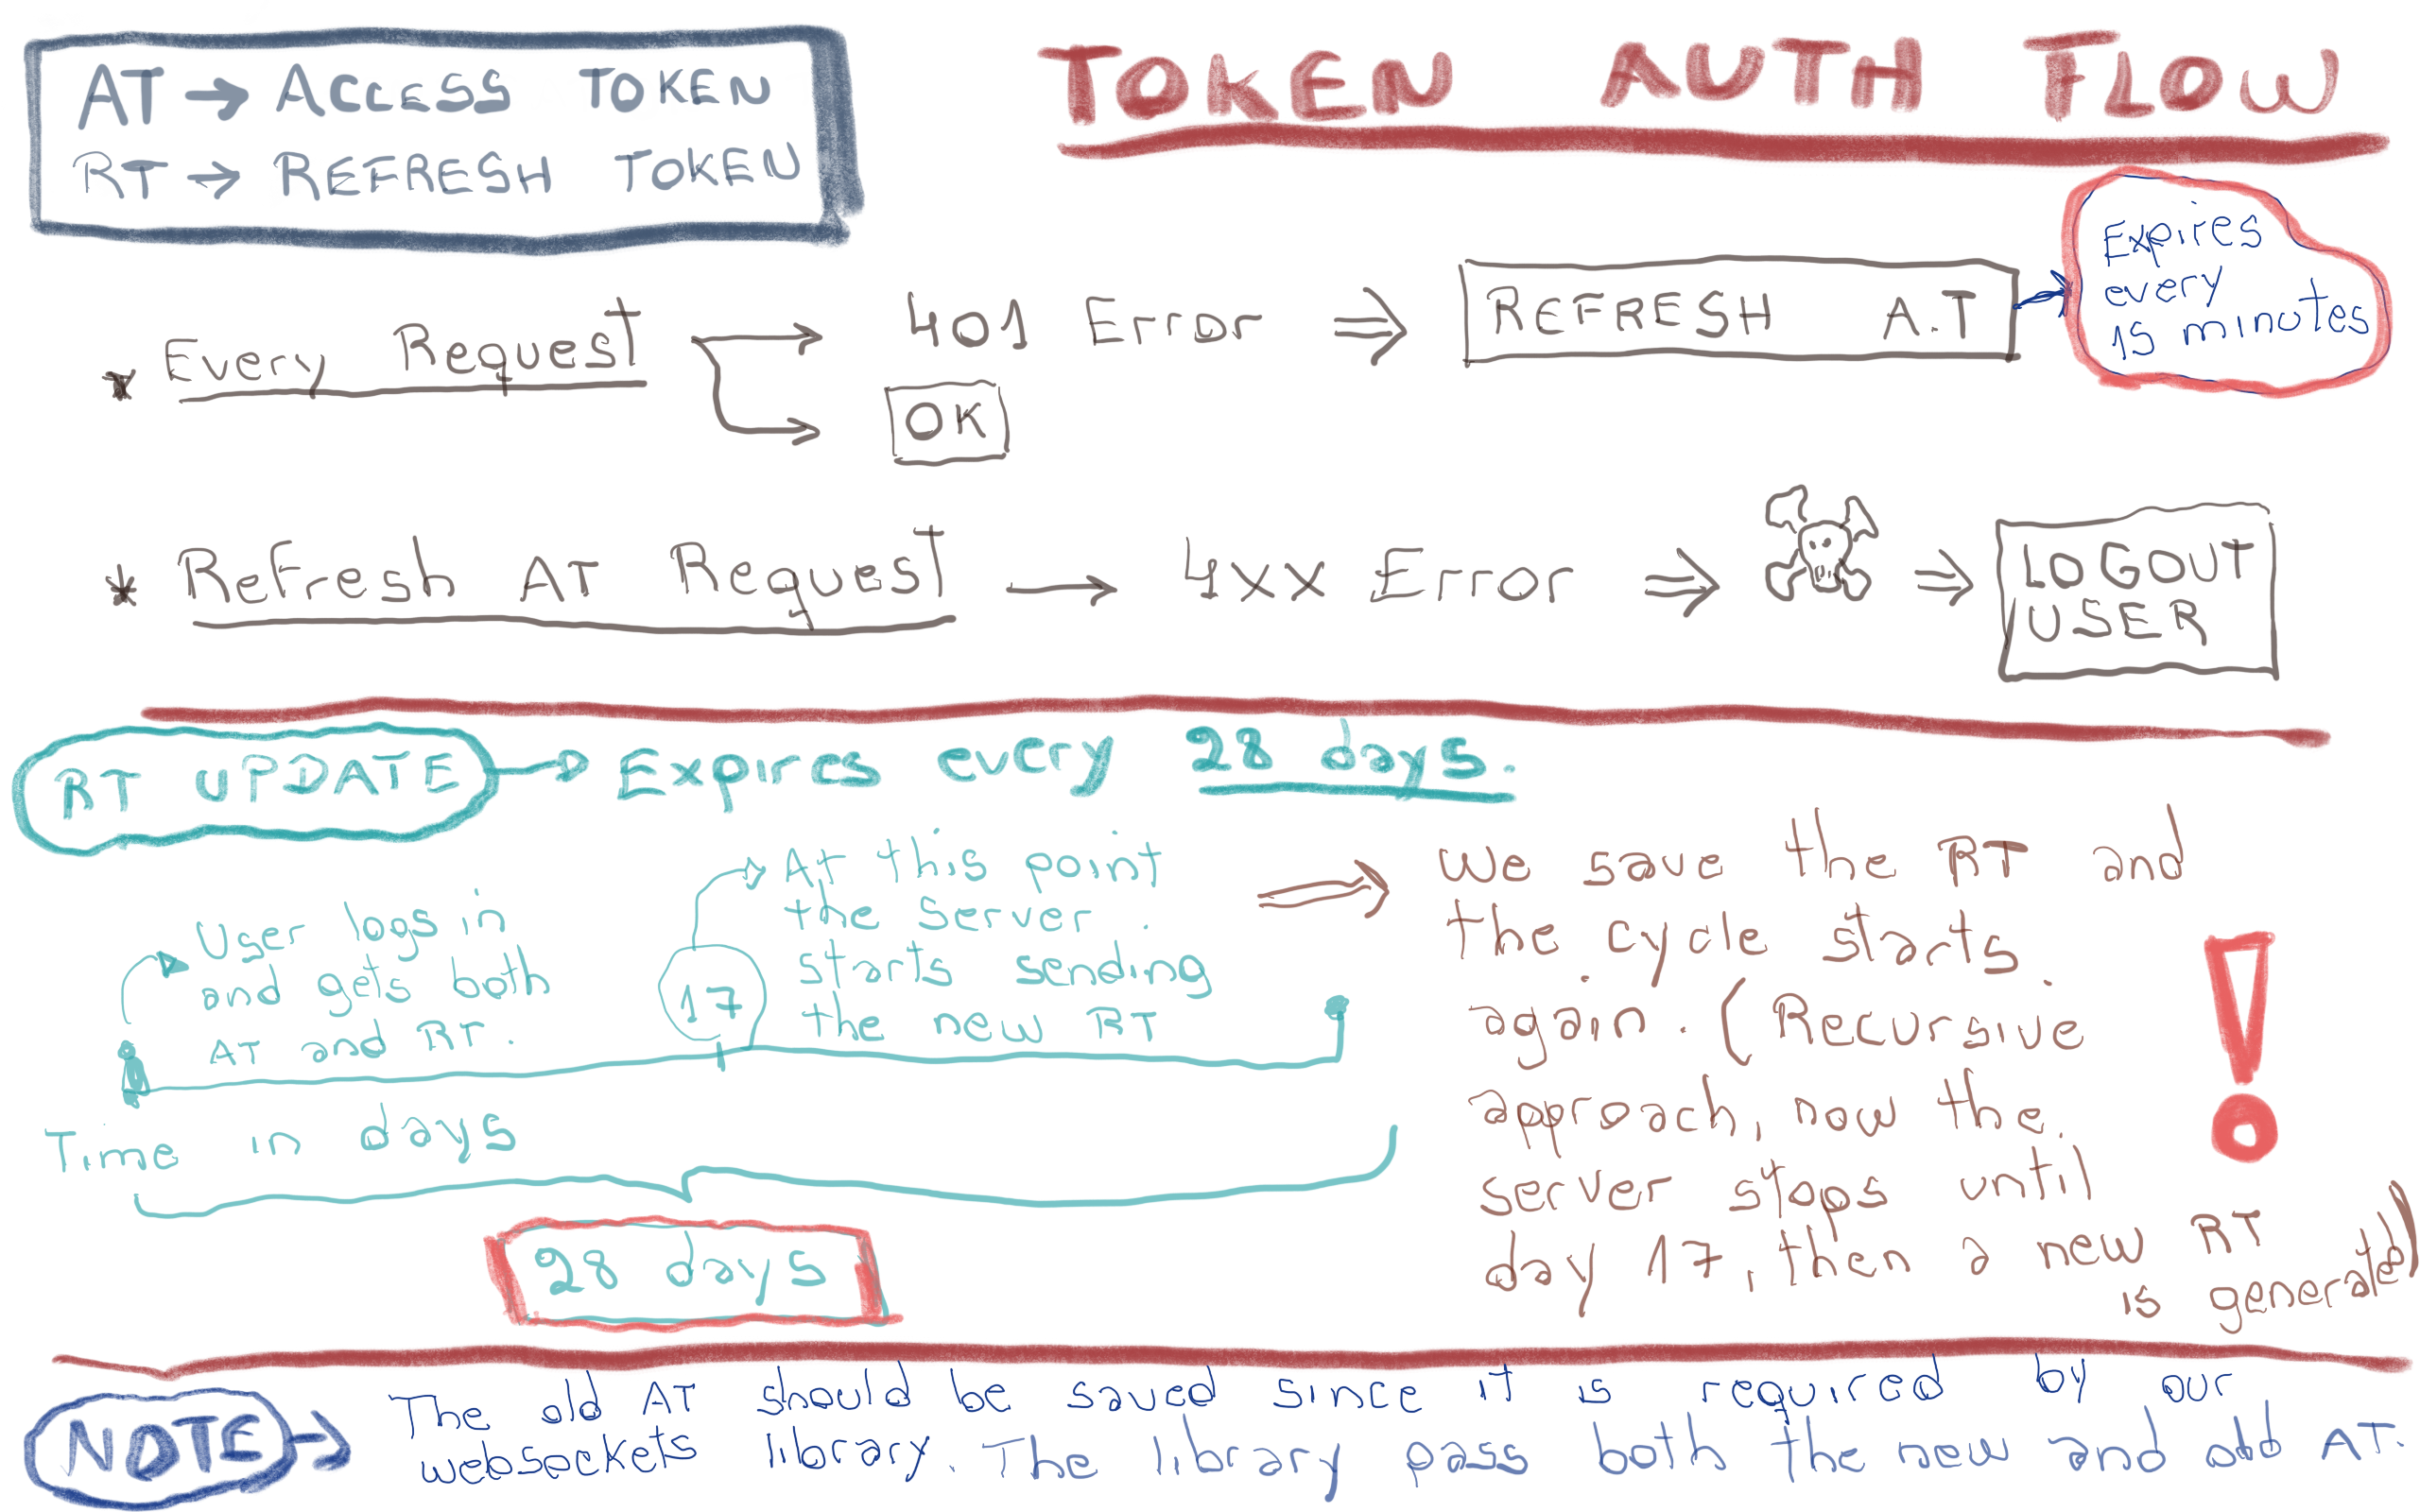 AT → ACCESS TOKEN
RT → REFRESH TOKEN
TOKEN AUTH FLOW
* Every Request
401 Error ⇒ REFRESH A.T
Expires
every
15 minutes
OK
* Refresh AT Request → 4XX Error ⇒ ⇒ LOGOUT
USER
RT UPDATE → Expires every 28 days.
User logs in
and gets both
AT and RT.
17
At this point
the server
starts sending
the new RT
⇒ We save the RT and
the cycle starts
again. (Recursive
approach, now the
server stops until
day 17, then a new RT
is generated)
!
Time in days
28 days
NOTE → The old AT should be saved since it is required by our
websockets library. The library pass both the new and old AT.